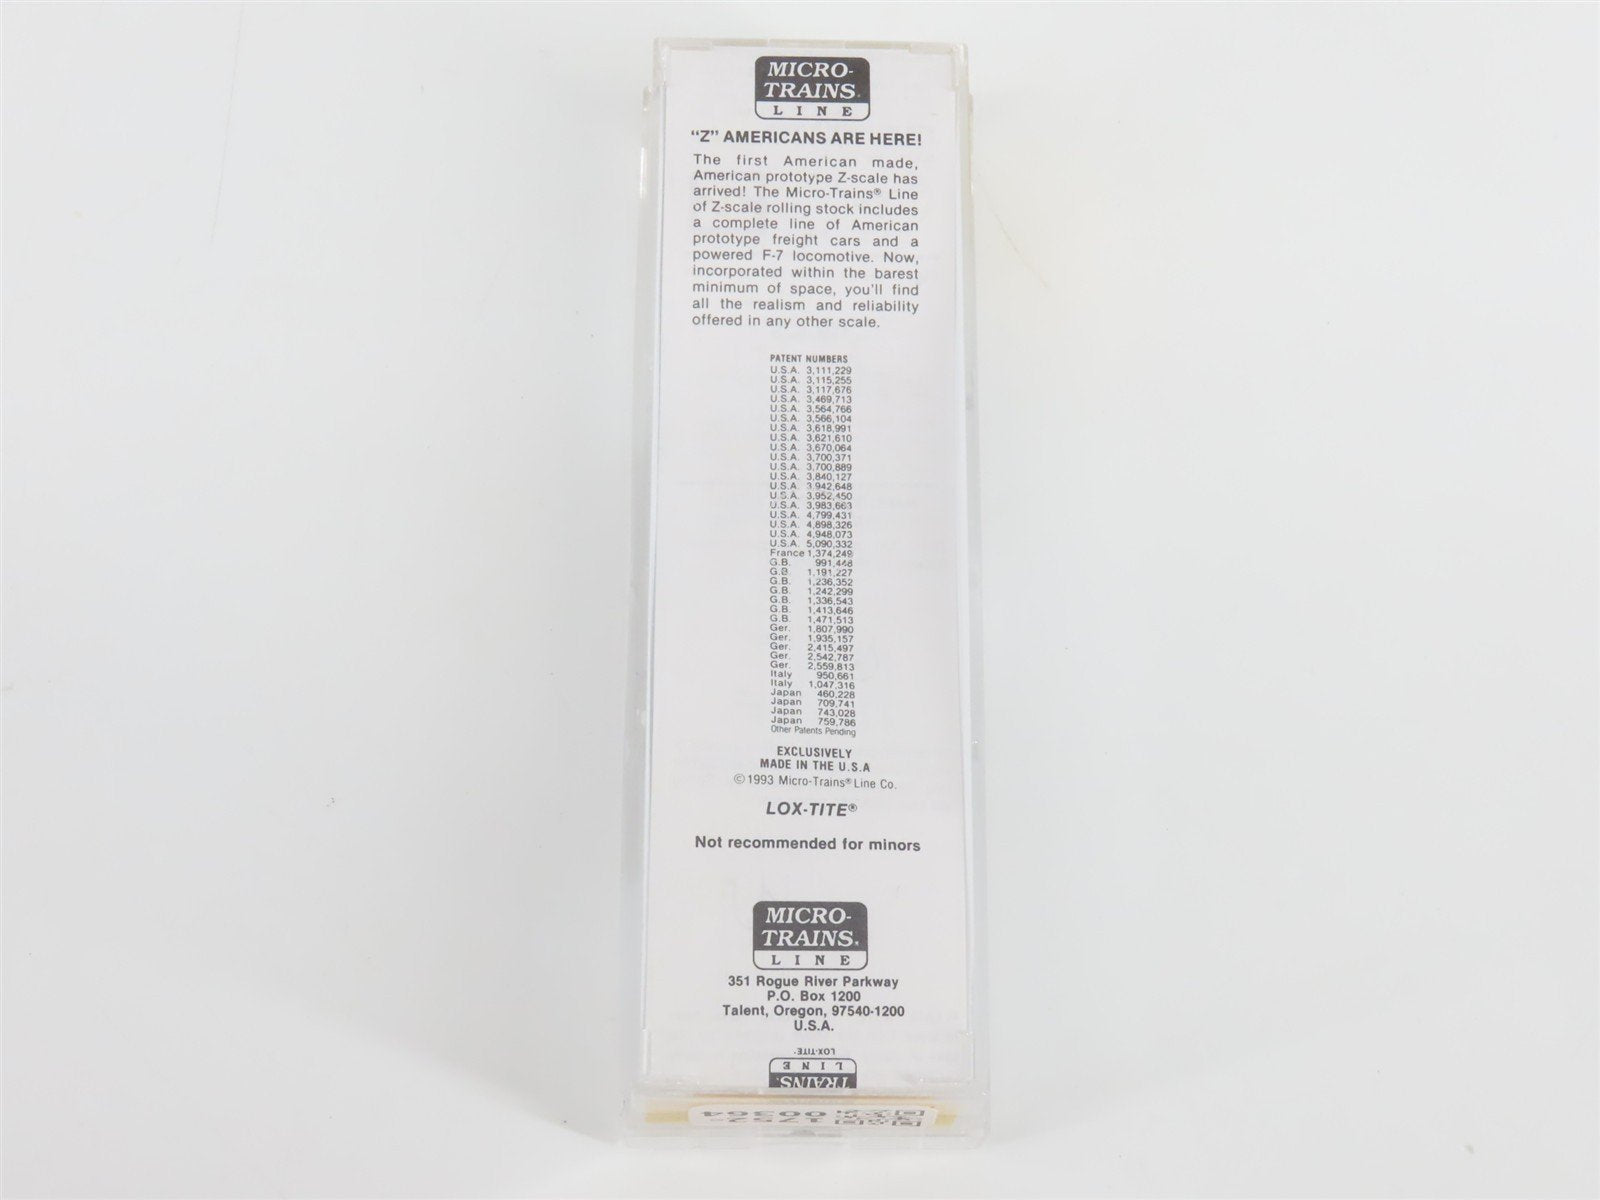 MICRO-
TRAINS®
LINE
"Z" AMERICANS ARE HERE!
The first American made,
American prototype Z-scale has
arrived! The Micro-Trains® Line
of Z-scale rolling stock includes
a complete line of American
prototype freight cars and a
powered F-7 locomotive. Now,
incorporated within the barest
minimum of space, you'll find
all the realism and reliability
offered in any other scale.
PATENT NUMBERS
U.S.A. 3,111,229
U.S.A. 3,115,255
U.S.A. 3,117,676
U.S.A. 3,469,713
U.S.A. 3,564,766
U.S.A. 3,566,104
U.S.A. 3,618,991
U.S.A. 3,621,610
U.S.A. 3,670,064
U.S.A. 3,700,371
U.S.A. 3,700,889
U.S.A. 3,840,127
U.S.A. 3,942,648
U.S.A. 3,952,450
U.S.A. 3,983,663
U.S.A. 4,799,431
U.S.A. 4,898,326
U.S.A. 4,948,073
U.S.A. 5,090,332
France 1,374,249
G.B. 991,448
G.B. 1,191,227
G.B. 1,236,352
G.B. 1,242,299
G.B. 1,336,543
G.B. 1,413,646
G.B. 1,471,513
Ger. 1,807,990
Ger. 1,935,157
Ger. 2,415,497
Ger. 2,542,787
Ger. 2,559,813
Italy 950,661
Italy 1,047,316
Japan 460,228
Japan 709,741
Japan 743,028
Japan 759,786
Other Patents Pending
EXCLUSIVELY
MADE IN THE U.S.A
©1993 Micro-Trains® Line Co.
LOX-TITE®
Not recommended for minors
MICRO-
TRAINS®
LINE
351 Rogue River Parkway
P.O. Box 1200
Talent, Oregon, 97540-1200
U.S.A.
LOX-TITE®
LINE
TRAINS®
00364